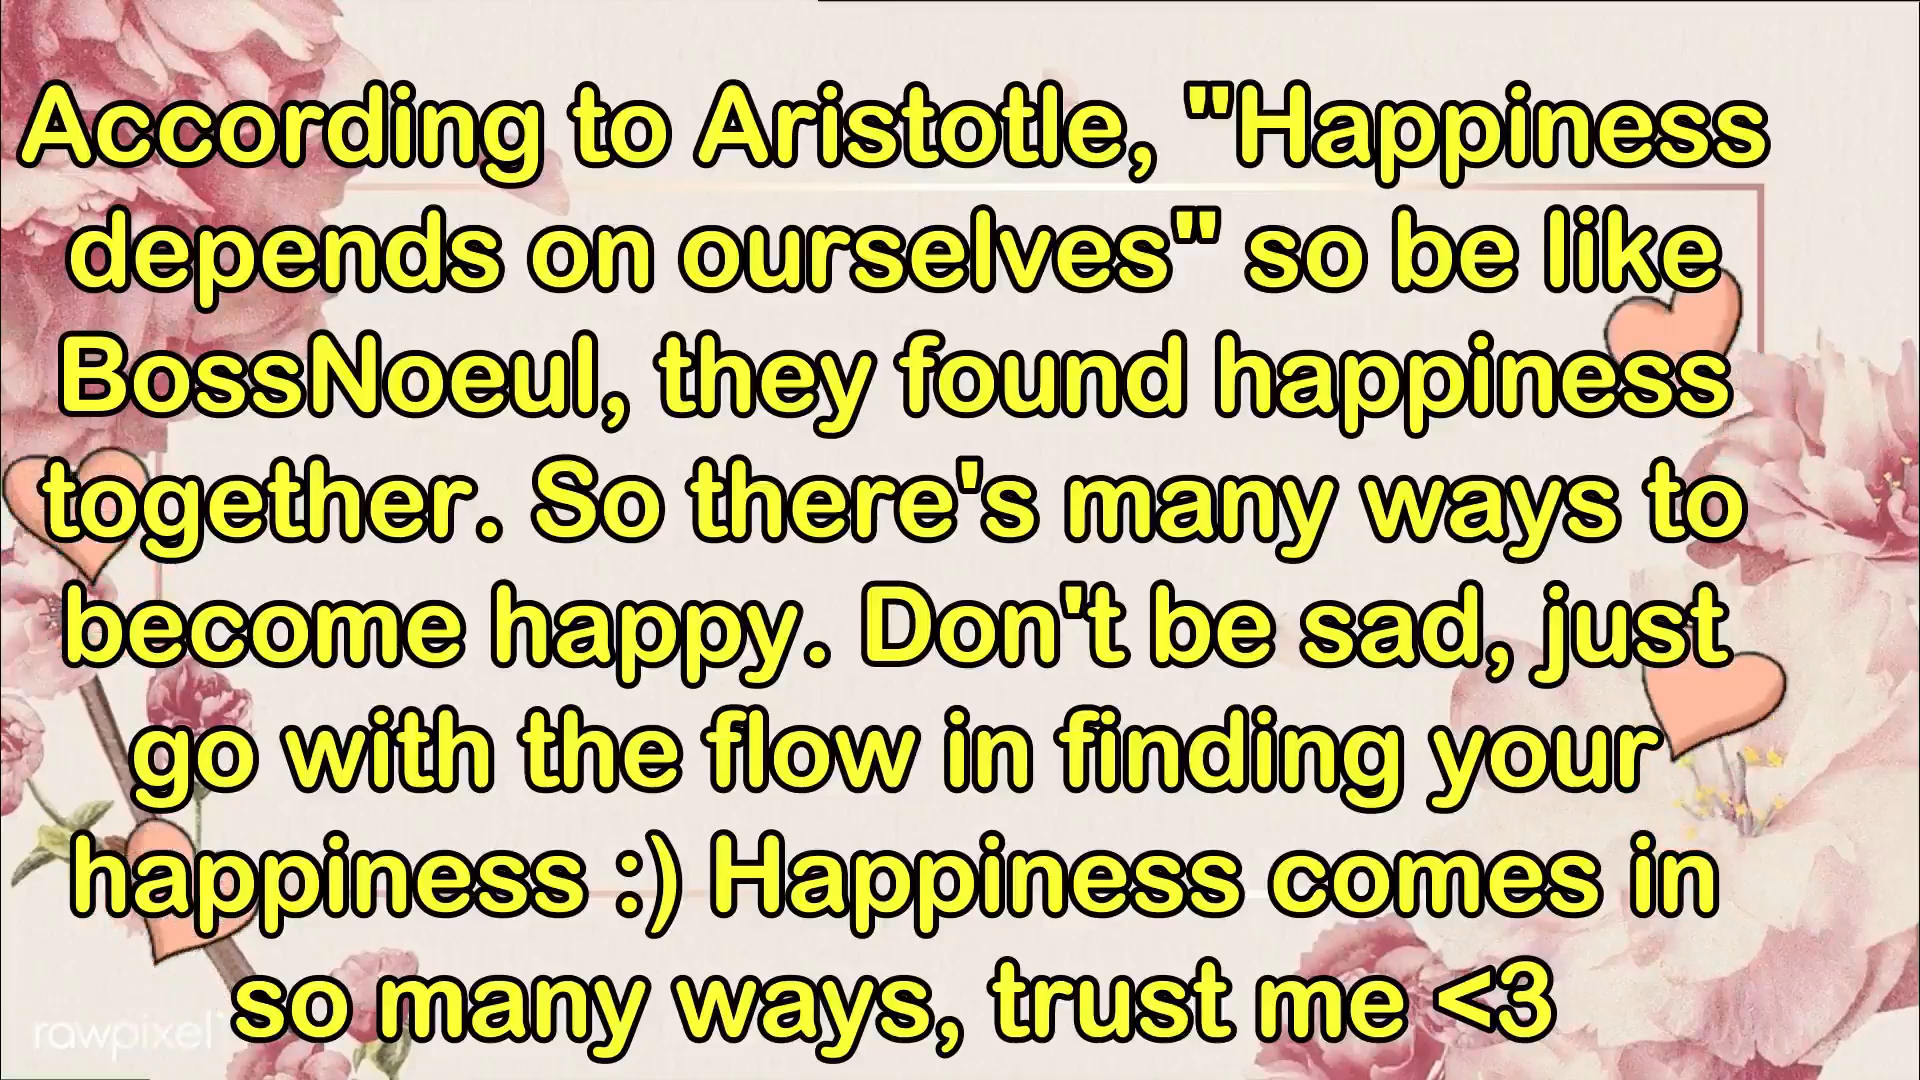 According to Aristotle, "Happiness
depends on ourselves" so be like
BossNoeul, they found happiness
together. So there's many ways to
become happy. Don't be sad, just
go with the flow in finding your
happiness :) Happiness comes in
so many ways, trust me <3
rawpixel